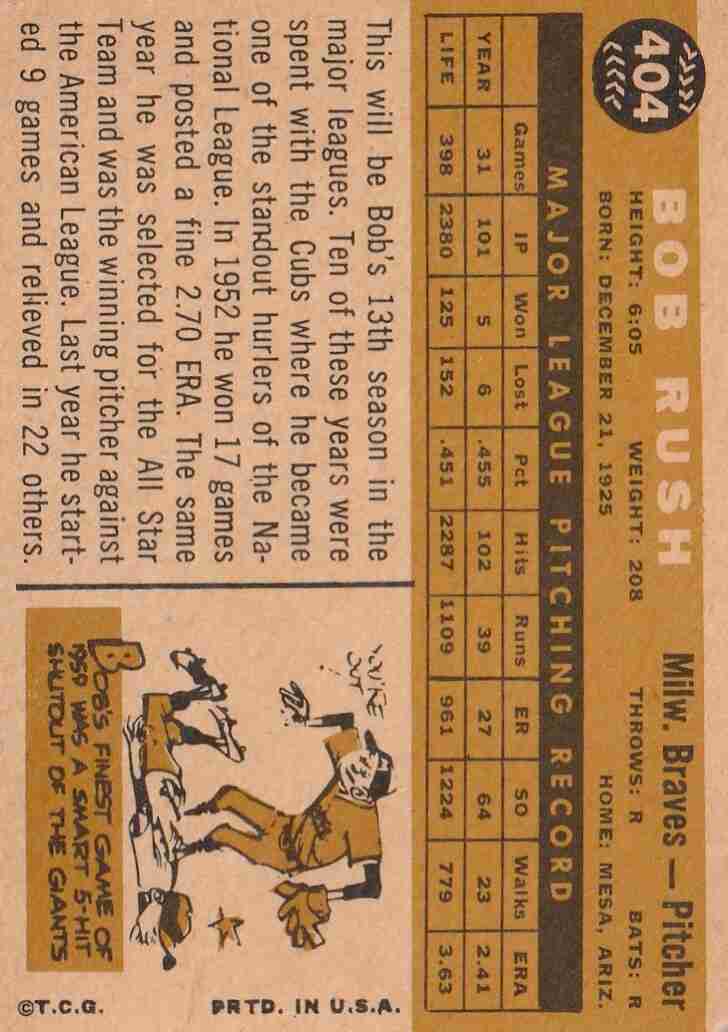 404
BOB RUSH
Milw. Braves — Pitcher
HEIGHT: 6:05 WEIGHT: 208 THROWS: R BATS: R
BORN: DECEMBER 21, 1925 HOME: MESA, ARIZ.
MAJOR LEAGUE PITCHING RECORD
Games IP Won Lost Pct Hits Runs ER SO Walks ERA
YEAR 31 101 5 6 .455 102 39 27 64 23 2.41
LIFE 398 2380 125 152 .451 2287 1109 961 1224 779 3.63
This will be Bob's 13th season in the
major leagues. Ten of these years were
spent with the Cubs where he became
one of the standout hurlers of the Na-
tional League. In 1952 he won 17 games
and posted a fine 2.70 ERA. The same
year he was selected for the All Star
Team and was the winning pitcher against
the American League. Last year he start-
ed 9 games and relieved in 22 others.
YOU'RE
OUT!
BOB'S FINEST GAME OF
1959 WAS A SMART 5-HIT
SHUTOUT OF THE GIANTS
©T.C.G. PRTD. IN U.S.A.